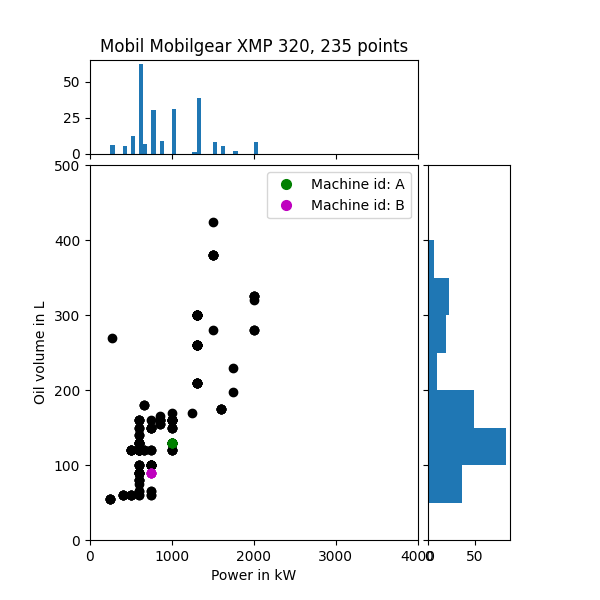 Mobil Mobilgear XMP 320, 235 points
50
25
0
500
400
300
200
100
0
Oil volume in L
Machine id: A
Machine id: B
0 1000 2000 3000 4000
Power in kW
0 50